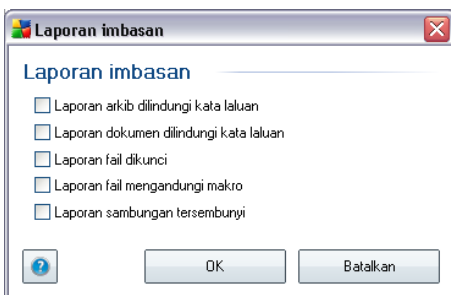 Laporan imbasan
Laporan imbasan
Laporan arkib dilindungi kata laluan
Laporan dokumen dilindungi kata laluan
Laporan fail dikunci
Laporan fail mengandungi makro
Laporan sambungan tersembunyi
?
OK
Batalkan